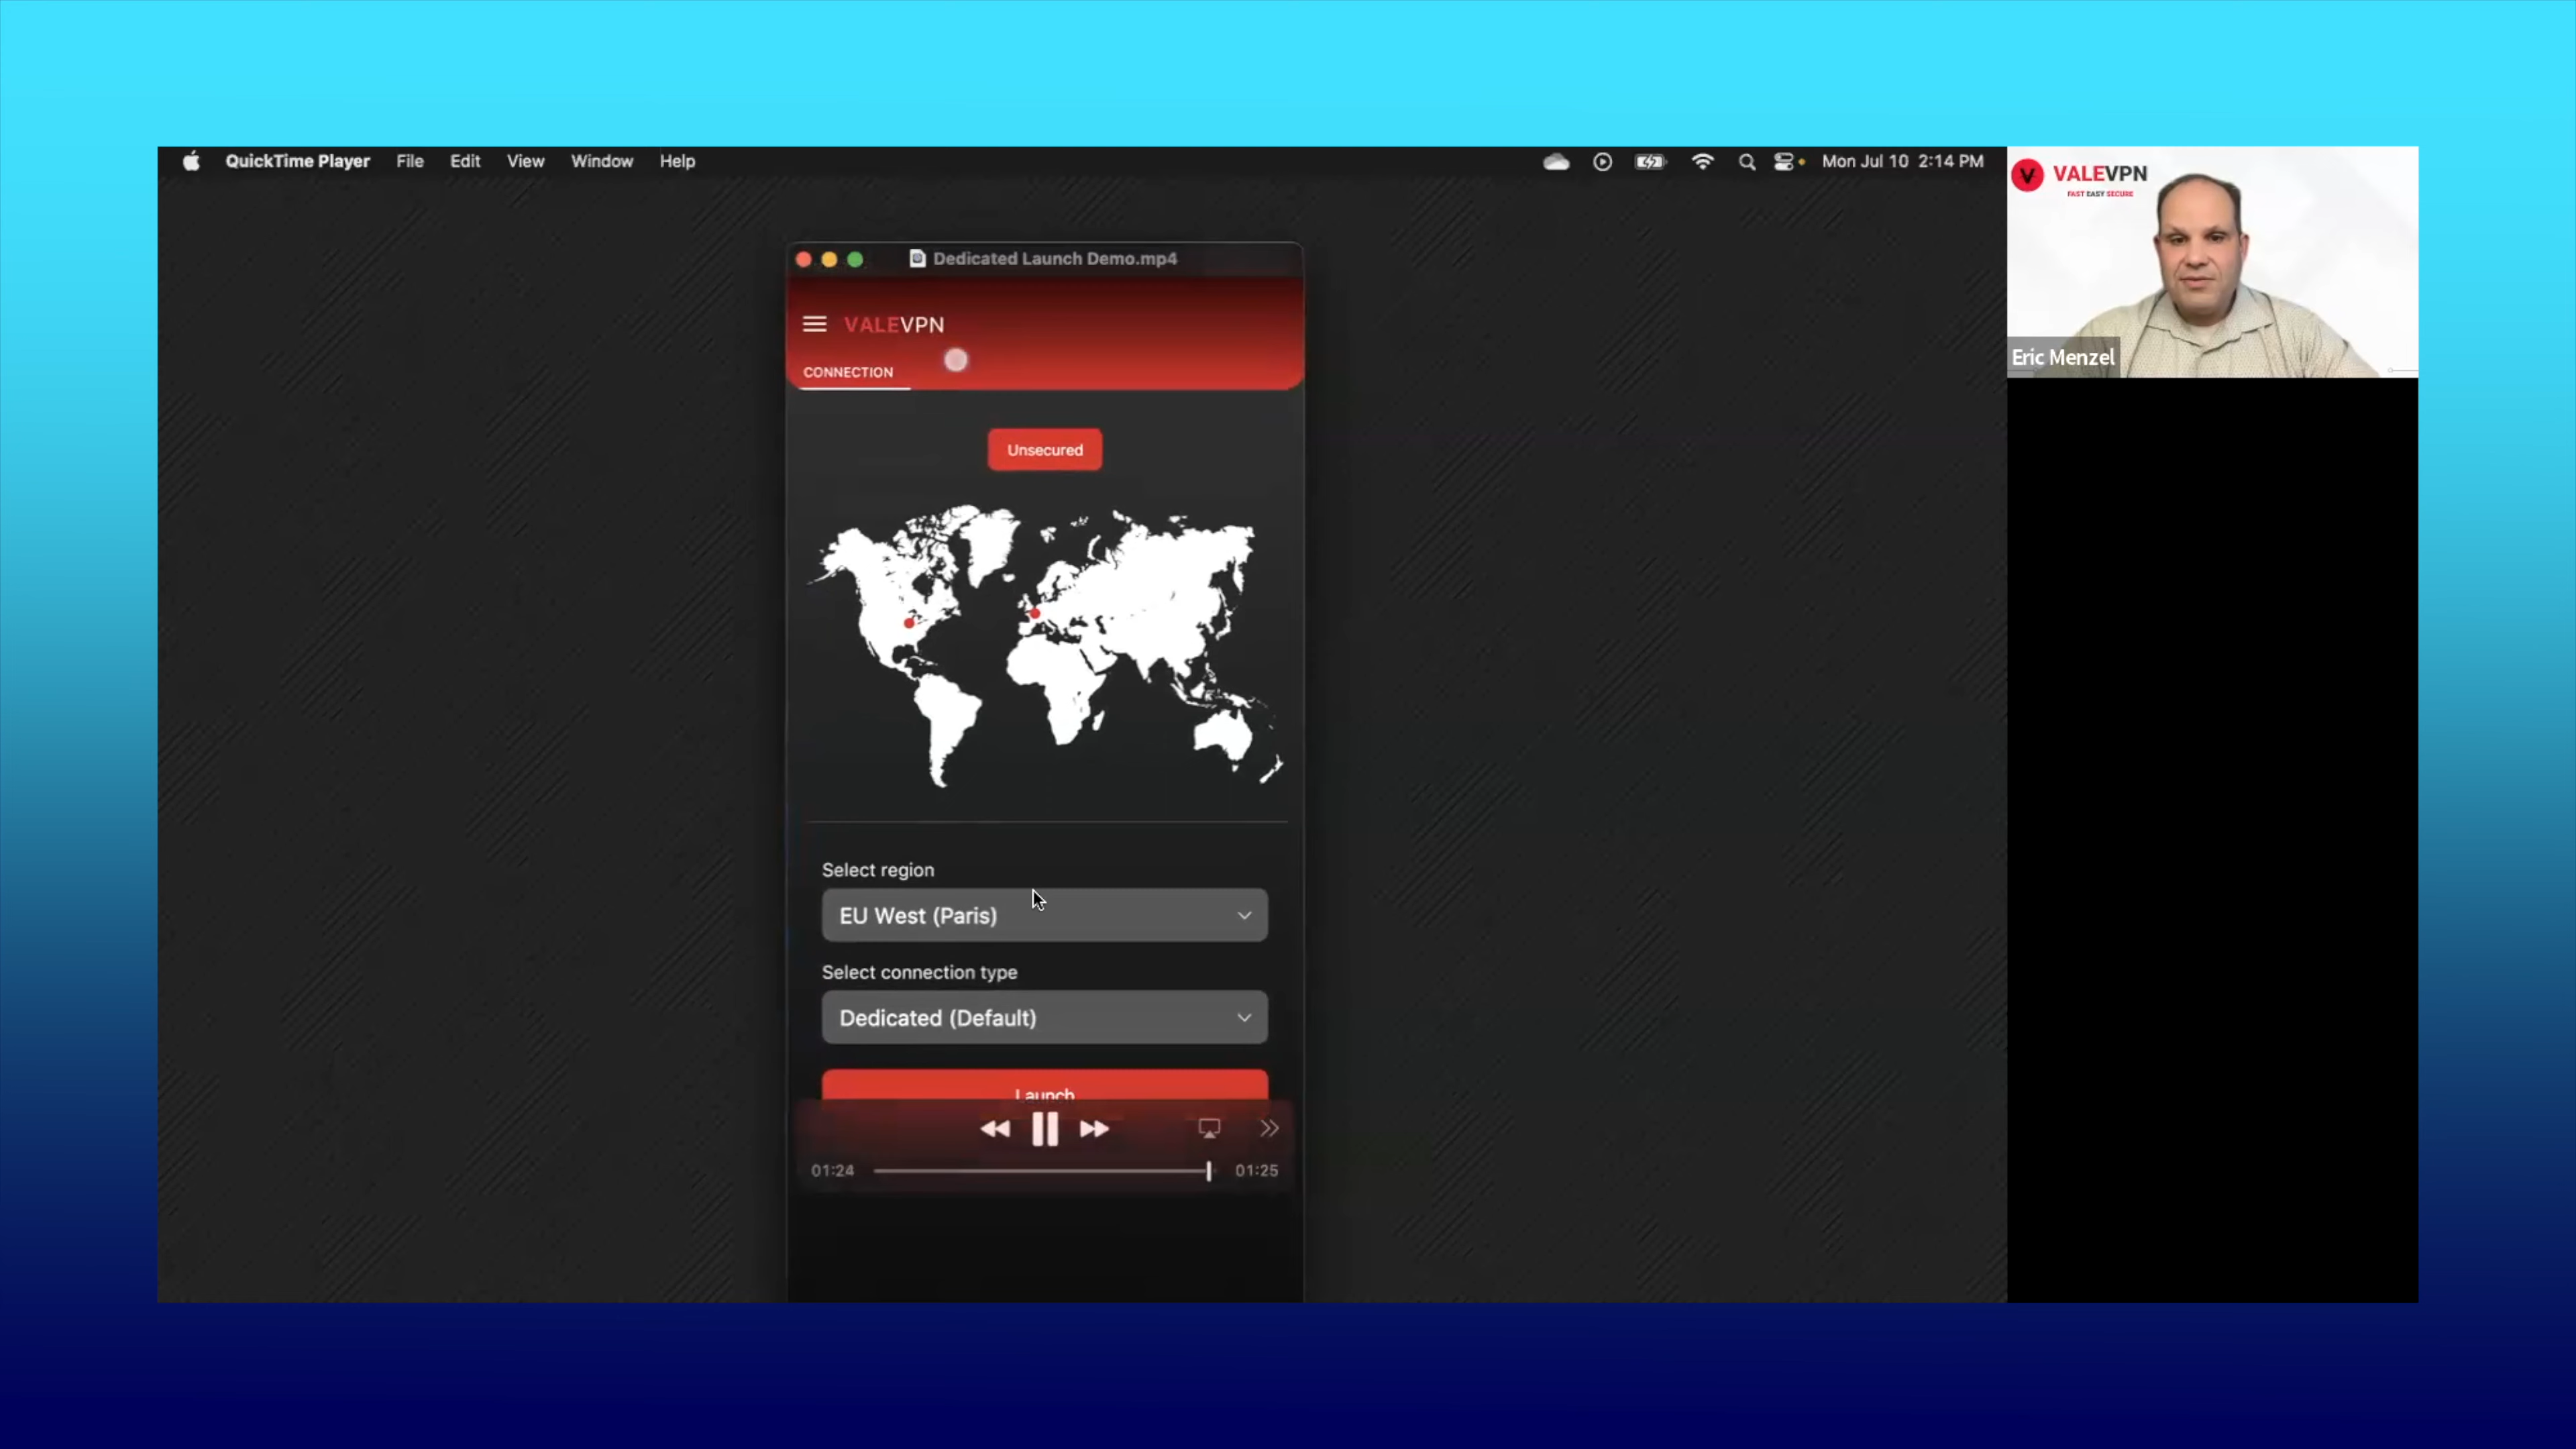 QuickTime Player File Edit View Window Help
Mon Jul 10 2:14 PM
Dedicated Launch Demo.mp4
VALEVPN
CONNECTION
Unsecured
Select region
EU West (Paris)
Select connection type
Dedicated (Default)
Launch
01:24
01:25
V VALEVPN
FAST EASY SECURE
Eric Menzel